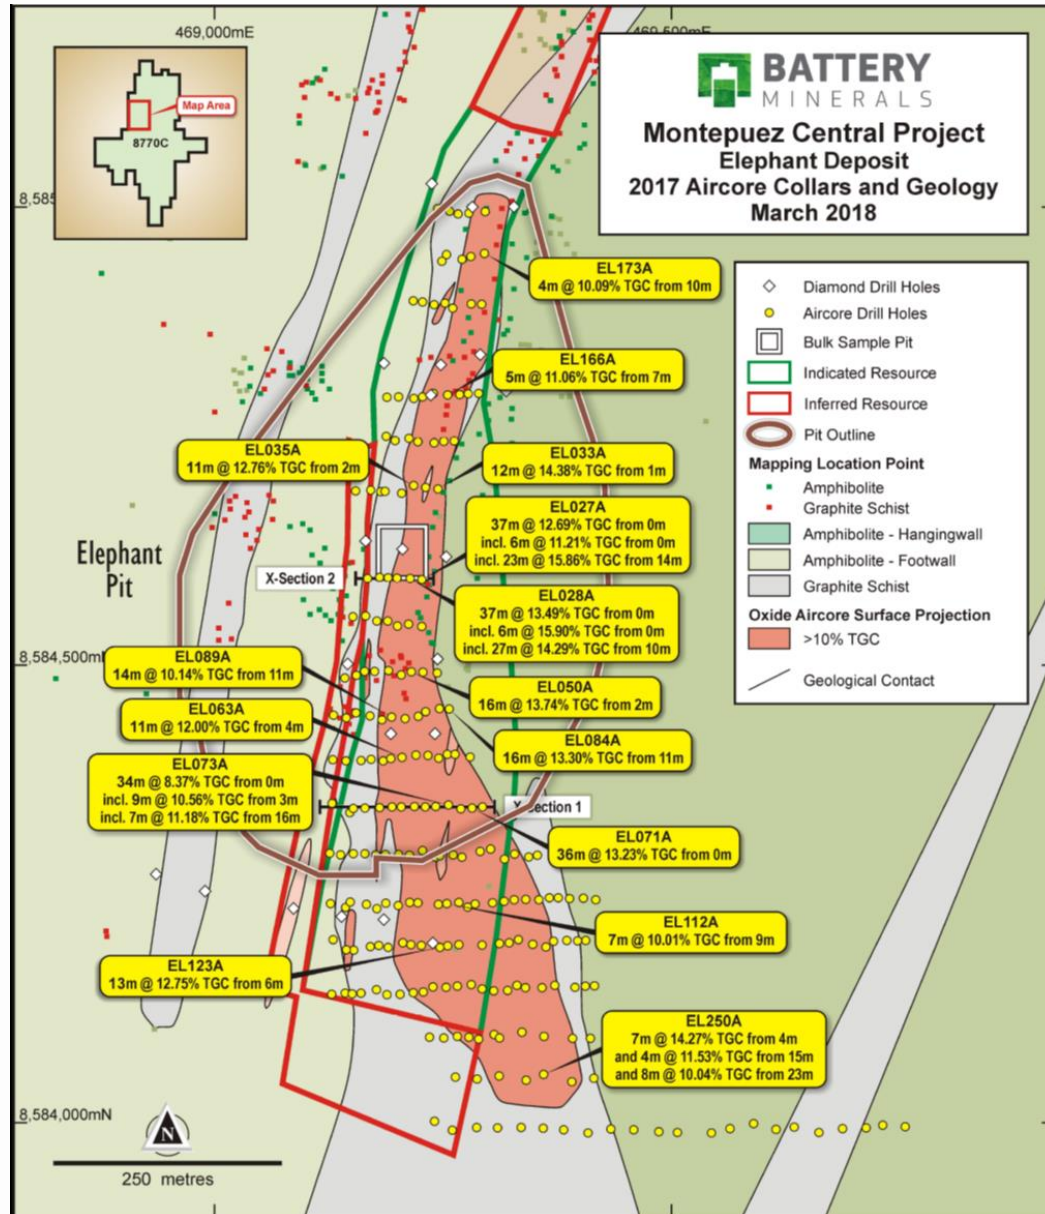 469,000mE
469,500mE
BATTERY
MINERALS
Montepuez Central Project
Elephant Deposit
2017 Aircore Collars and Geology
March 2018
Map Area
8770C
8,585
EL173A
4m @ 10.09% TGC from 10m
Diamond Drill Holes
Aircore Drill Holes
Bulk Sample Pit
Indicated Resource
Inferred Resource
Pit Outline
Mapping Location Point
Amphibolite
Graphite Schist
Amphibolite - Hangingwall
Amphibolite - Footwall
Graphite Schist
Oxide Aircore Surface Projection
>10% TGC
Geological Contact
EL166A
5m @ 11.06% TGC from 7m
EL035A
11m @ 12.76% TGC from 2m
EL033A
12m @ 14.38% TGC from 1m
EL027A
37m @ 12.69% TGC from 0m
incl. 6m @ 11.21% TGC from 0m
incl. 23m @ 15.86% TGC from 14m
Elephant
Pit
X-Section 2
EL028A
37m @ 13.49% TGC from 0m
incl. 6m @ 15.90% TGC from 0m
incl. 27m @ 14.29% TGC from 10m
8,584,500mN
EL089A
14m @ 10.14% TGC from 11m
EL050A
16m @ 13.74% TGC from 2m
EL063A
11m @ 12.00% TGC from 4m
EL084A
16m @ 13.30% TGC from 11m
EL073A
34m @ 8.37% TGC from 0m
incl. 9m @ 10.56% TGC from 3m
incl. 7m @ 11.18% TGC from 16m
X-Section 1
EL071A
36m @ 13.23% TGC from 0m
EL112A
7m @ 10.01% TGC from 9m
EL123A
13m @ 12.75% TGC from 6m
EL250A
7m @ 14.27% TGC from 4m
and 4m @ 11.53% TGC from 15m
and 8m @ 10.04% TGC from 23m
8,584,000mN
N
250 metres